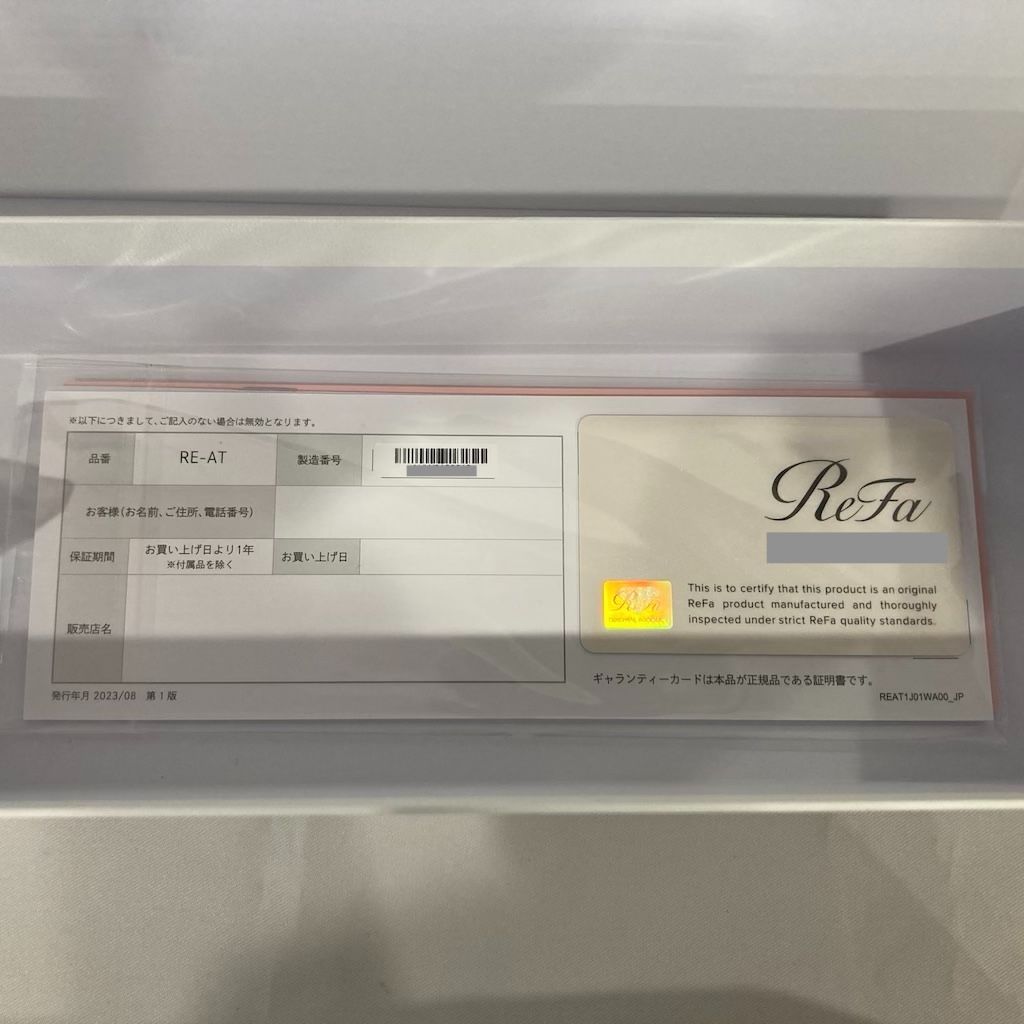 ※以下につきまして、ご記入のない場合は無効となります。
品番
RE-AT
製造番号
お客様(お名前、ご住所、電話番号)
保証期間
お買い上げ日より1年
※付属品を除く
お買い上げ日
販売店名
発行年月 2023/08 第1版
ReFa
ReFa
ORIGINAL PRODUCT
This is to certify that this product is an original
ReFa product manufactured and thoroughly
inspected under strict ReFa quality standards.
ギャランティーカードは本品が正規品である証明書です。
REAT1J01WA00_JP